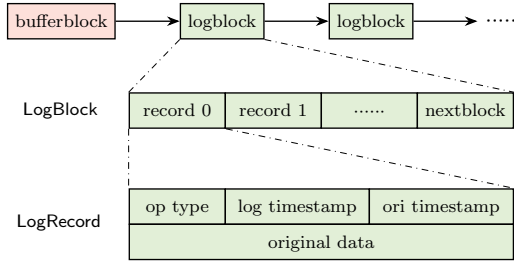 bufferblock logblock logblock ·····
LogBlock record 0 record 1 ······ nextblock
LogRecord op type log timestamp ori timestamp
original data